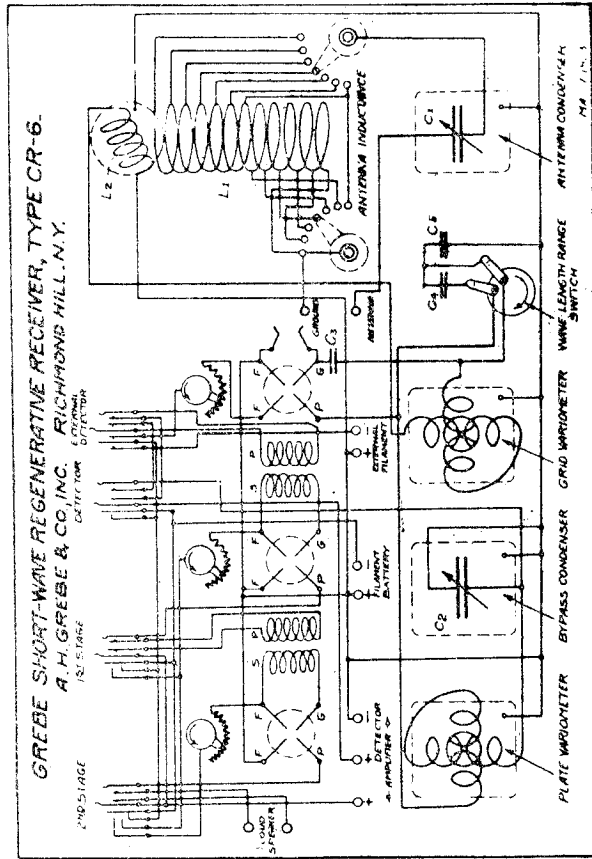 GREBE SHORT-WAVE REGENERATIVE RECEIVER, TYPE CR-6.
A. H. GREBE & CO. INC. RICHMOND HILL. N.Y.
2ND STAGE
1ST STAGE
DETECTOR
EXTERNAL
DETECTOR
L2
L1
ANTENNA INDUCTANCE
LOUD
SPEAKER
F
F
G
P
S
P
F
F
G
P
S
P
F
F
G
P
C3
GROUND
ANTENNA
+ DETECTOR -
& AMPLIFIER
+
FILAMENT
BATTERY
+ -
EXTERNAL
FILAMENT
+ -
C2
C4
C5
C1
PLATE VARIOMETER
BYPASS CONDENSER
GRID VARIOMETER
WAVE LENGTH RANGE
SWITCH
ANTENNA CONDENSER